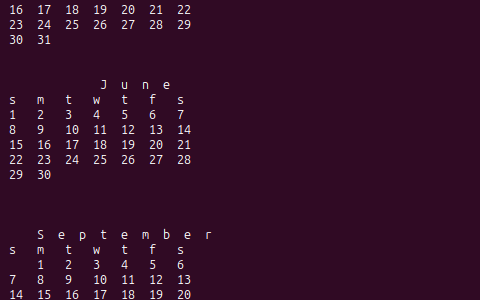 16 17 18 19 20 21 22
23 24 25 26 27 28 29
30 31
J u n e
s m t w t f s
1 2 3 4 5 6 7
8 9 10 11 12 13 14
15 16 17 18 19 20 21
22 23 24 25 26 27 28
29 30
S e p t e m b e r
s m t w t f s
1 2 3 4 5 6
7 8 9 10 11 12 13
14 15 16 17 18 19 20